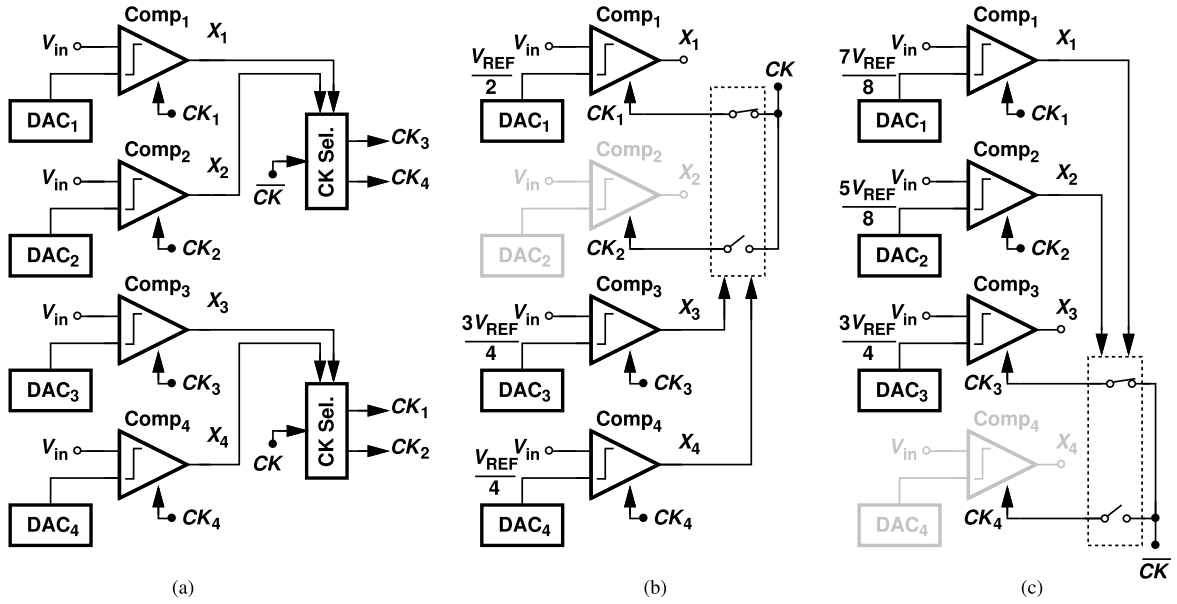 Comp1
X1
Vin
DAC1
CK1
Comp2
X2
Vin
DAC2
CK2
CK Sel.
CK
CK3
CK4
Comp3
X3
Vin
DAC3
CK3
Comp4
X4
Vin
DAC4
CK4
CK Sel.
CK
CK1
CK2
(a)
Comp1
X1
Vin
VREF
2
DAC1
CK1
CK
Comp2
X2
Vin
DAC2
CK2
Comp3
X3
Vin
3VREF
4
DAC3
CK3
Comp4
X4
Vin
VREF
4
DAC4
CK4
(b)
Comp1
X1
Vin
7VREF
8
DAC1
CK1
Comp2
X2
Vin
5VREF
8
DAC2
CK2
Comp3
X3
Vin
3VREF
4
DAC3
CK3
Comp4
X4
Vin
DAC4
CK4
CK
(c)